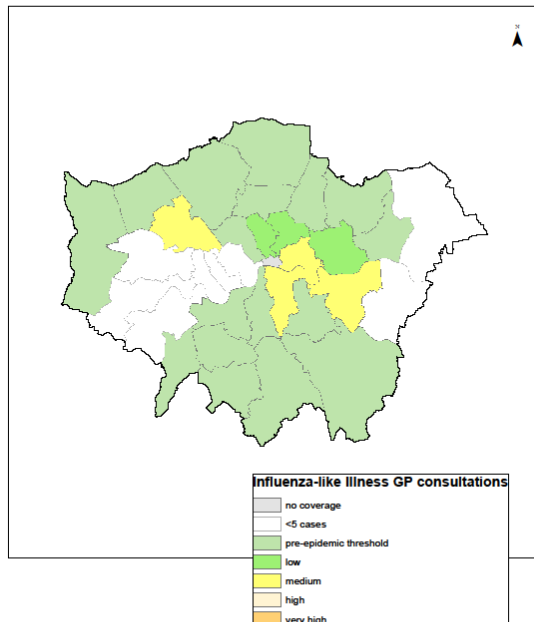 N
Influenza-like Illness GP consultations
no coverage
<5 cases
pre-epidemic threshold
low
medium
high
very high